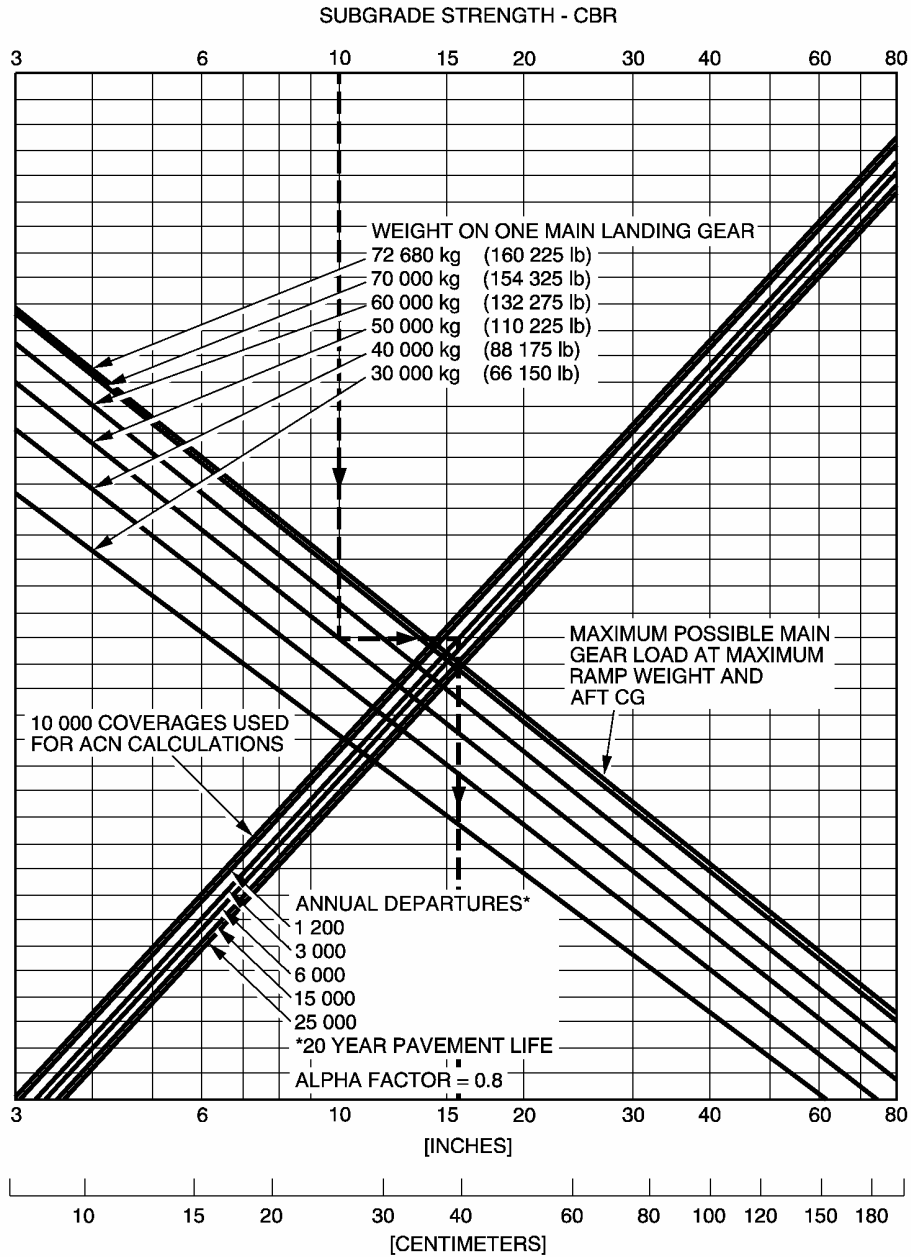 SUBGRADE STRENGTH - CBR
3 6 10 15 20 30 40 60 80
WEIGHT ON ONE MAIN LANDING GEAR
72 680 kg (160 225 lb)
70 000 kg (154 325 lb)
60 000 kg (132 275 lb)
50 000 kg (110 225 lb)
40 000 kg (88 175 lb)
30 000 kg (66 150 lb)
MAXIMUM POSSIBLE MAIN
GEAR LOAD AT MAXIMUM
RAMP WEIGHT AND
AFT CG
10 000 COVERAGES USED
FOR ACN CALCULATIONS
ANNUAL DEPARTURES*
1 200
3 000
6 000
15 000
25 000
*20 YEAR PAVEMENT LIFE
ALPHA FACTOR = 0.8
3 6 10 15 20 30 40 60 80
[INCHES]
10 15 20 30 40 60 80 100 120 150 180
[CENTIMETERS]